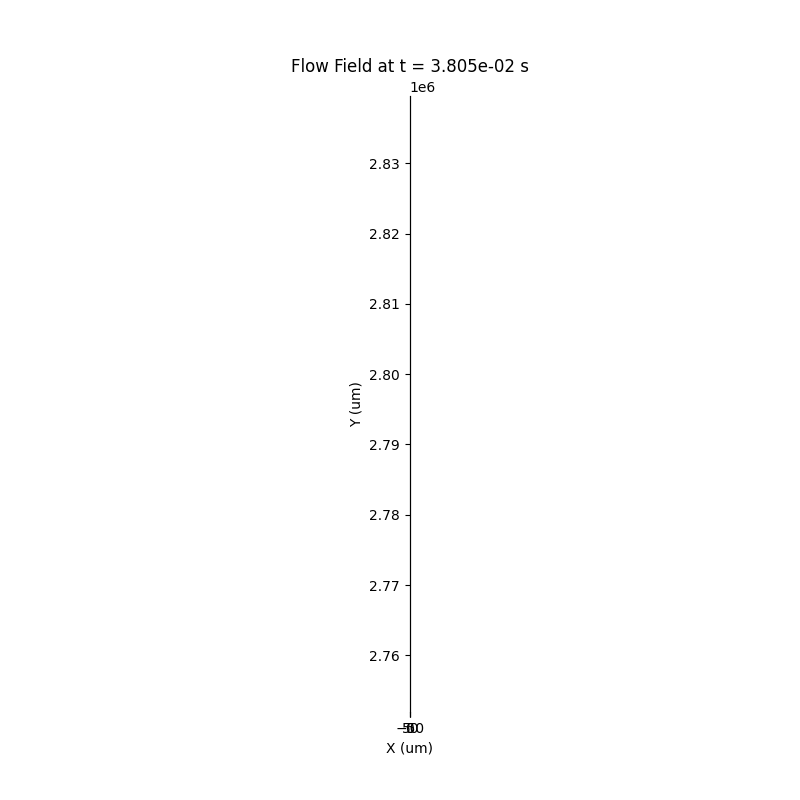 Flow Field at t = 3.805e-02 s
1e6
2.83
2.82
2.81
2.80
2.79
2.78
2.77
2.76
Y (um)
X (um)